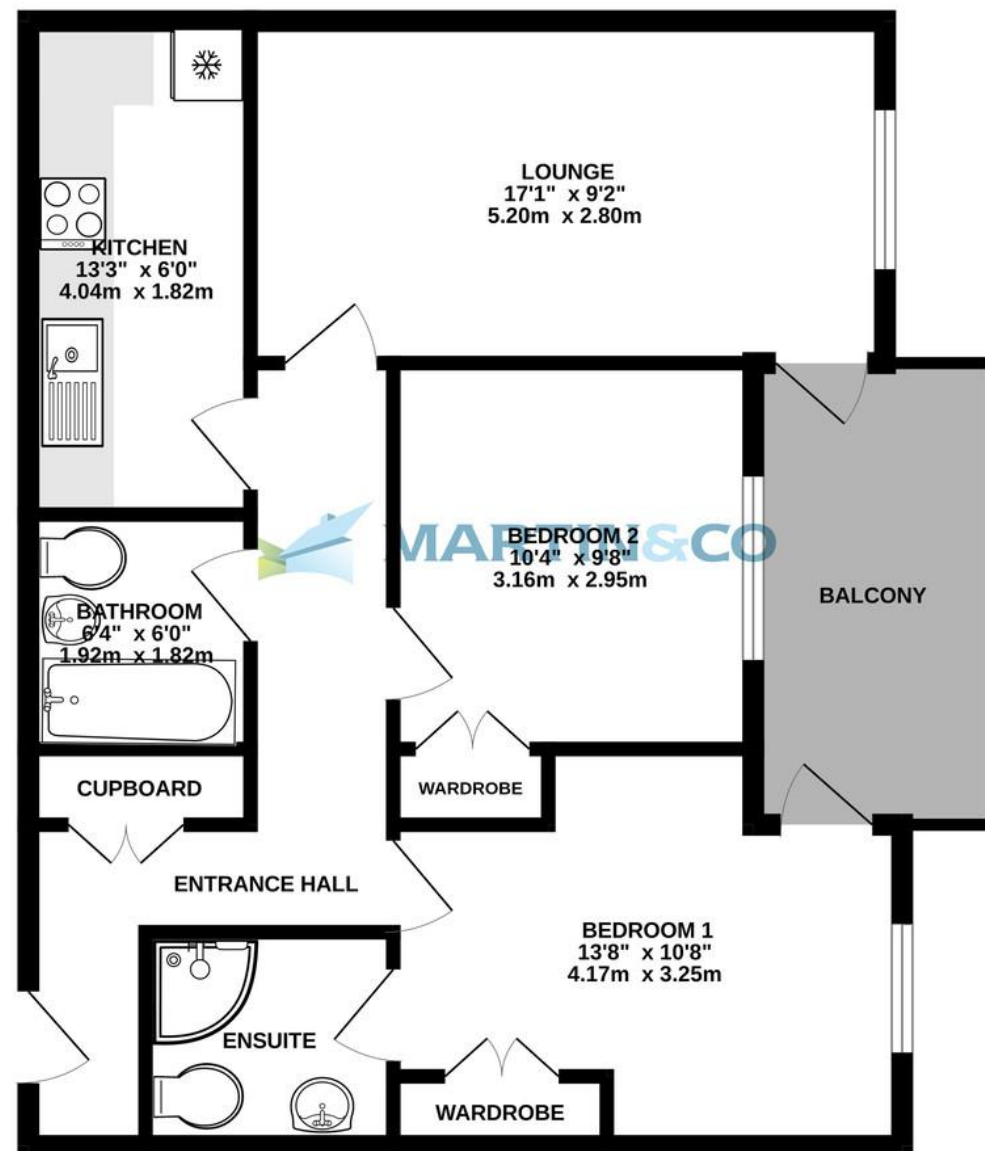 LOUNGE
17'1" x 9'2"
5.20m x 2.80m
KITCHEN
13'3" x 6'0"
4.04m x 1.82m
MARTIN&CO
BEDROOM 2
10'4" x 9'8"
3.16m x 2.95m
BALCONY
BATHROOM
6'4" x 6'0"
1.92m x 1.82m
CUPBOARD
WARDROBE
ENTRANCE HALL
BEDROOM 1
13'8" x 10'8"
4.17m x 3.25m
ENSUITE
WARDROBE